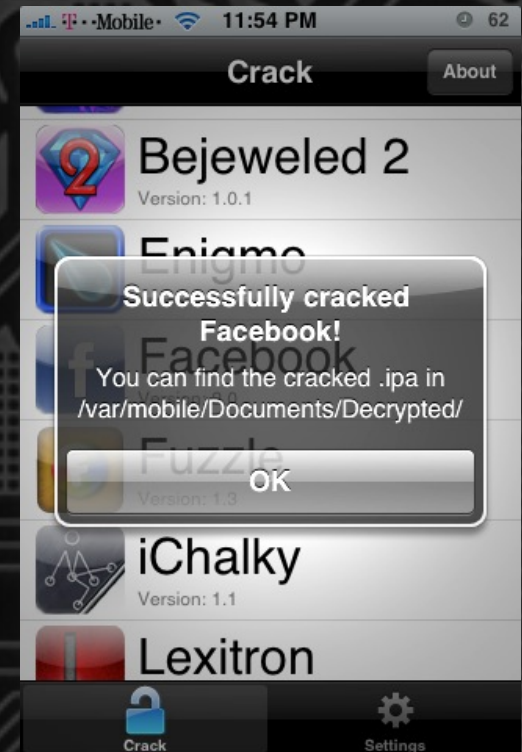 T··Mobile· 11:54 PM 62
Crack About
Bejeweled 2
Version: 1.0.1
Enigmo
Successfully cracked
Facebook!
Facebook
You can find the cracked .ipa in
/var/mobile/Documents/Decrypted/
Fuzzle
OK
Version: 1.3
iChalky
Version: 1.1
Lexitron
Crack Settings